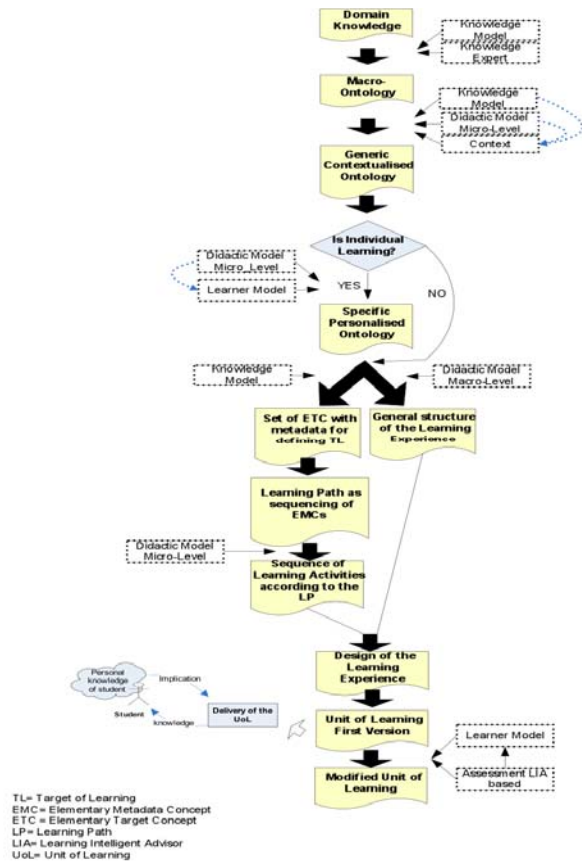 Domain
Knowledge
Knowledge
Model
Knowledge
Expert
Macro-
Ontology
Knowledge
Model
Didactic Model
Micro-Level
Context
Generic
Contextualised
Ontology
Is Individual
Learning?
Didactic Model
Micro_Level
Learner Model
YES
NO
Specific
Personalised
Ontology
Knowledge
Model
Didactic Model
Macro-Level
Set of ETC with
metadata for
defining TL
General structure
of the Learning
Experience
Learning Path as
sequencing of
EMCs
Didactic Model
Micro-Level
Sequence of
Learning Activities
according to the
LP
Design of the
Learning
Experience
Personal
knowledge
of student
Implication
Student
knowledge
Delivery of the
UoL
Unit of Learning
First Version
Learner Model
Assessment LIA
based
Modified Unit of
Learning
TL= Target of Learning
EMC= Elementary Metadata Concept
ETC= Elementary Target Concept
LP= Learning Path
LIA= Learning Intelligent Advisor
UoL= Unit of Learning